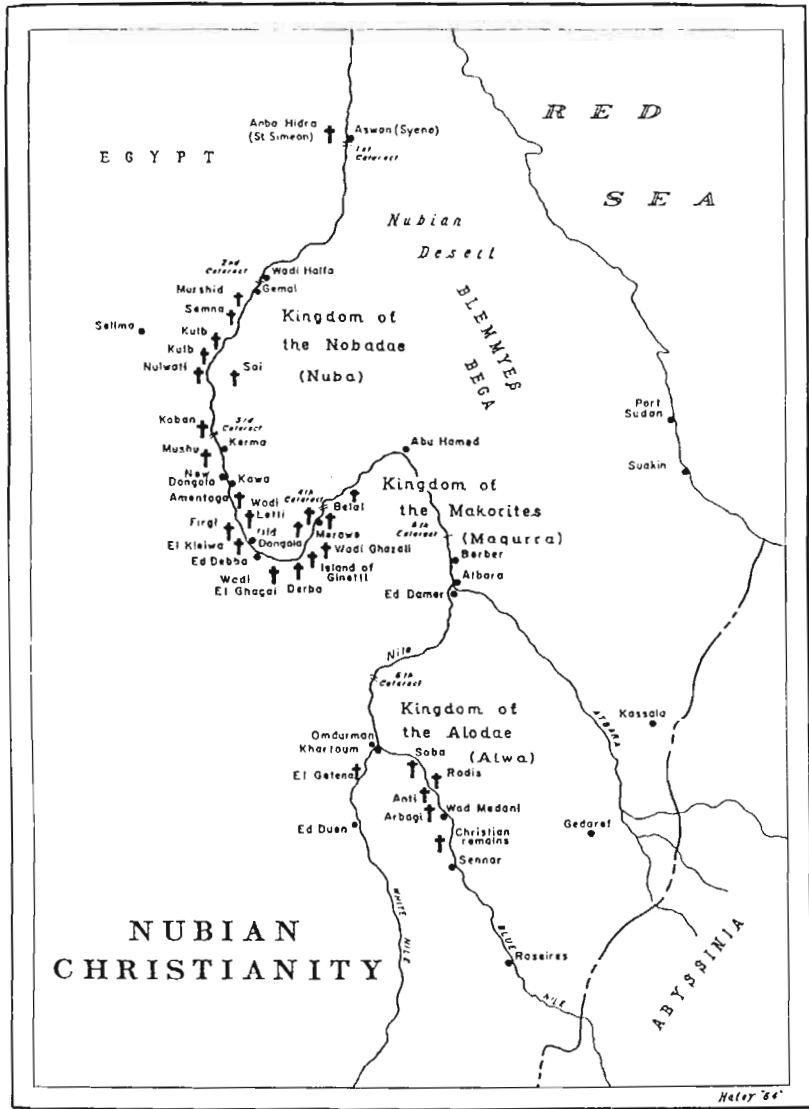 RED
SEA
EGYPT
Anba Hidra
(St Simeon)
Aswan (Syene)
1st
Cataract
Nubian
Desert
2nd
Cataract
Wadi Halfa
Gemai
Murshid
Semna
Selima
Kulb
Kulb
Nulwatt
Sai
Kingdom of
the Nobadae
(Nuba)
BLEMMYES
BEGA
Port
Sudan
Suakin
Koban
3rd
Cataract
Kerma
Mushu
New
Dongola
Kawa
Amentogo
Wadi
Letti
Firgi
Old
Dongola
El Kleiwa
Ed Debba
Wadi
El Ghaçai
Derba
4th
Cataract
Belal
Merowe
Wadi Ghazali
Island of
Ginetti
Abu Hamed
Kingdom of
the Makorites
(Maqurra)
5th
Cataract
Berber
Atbara
Ed Damer
Nile
6th
Cataract
Kingdom of
the Alodae
(Alwa)
ATBARA
Kassala
Omdurman
Khartoum
Soba
El Getena
Rodis
Anti
Arbagi
Wad Medani
Gedaref
Ed Duen
Christian
remains
Sennar
WHITE
NILE
BLUE
NILE
Roseires
ABYSSINIA
NUBIAN
CHRISTIANITY